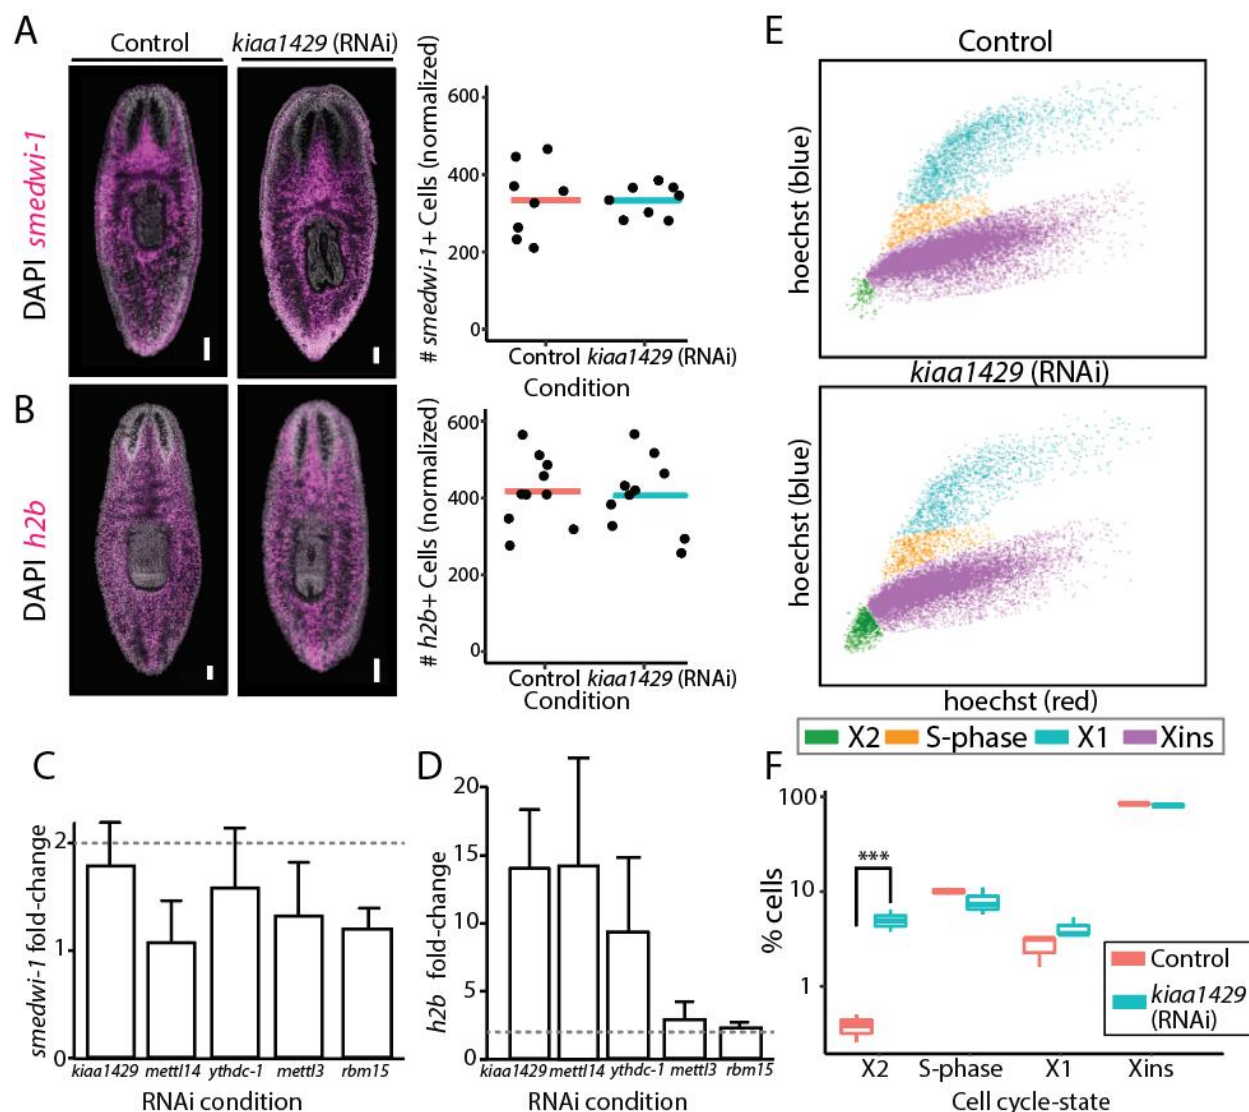 A
Control
kiaa1429 (RNAi)
DAPI smedwi-1
# smedwi-1+ Cells (normalized)
600
400
200
0
Control kiaa1429 (RNAi)
Condition
B
DAPI h2b
# h2b+ Cells (normalized)
600
400
200
0
Control kiaa1429 (RNAi)
Condition
C
smedwi-1 fold-change
2
1
0
kiaa1429 mettl14 ythdc-1 mettl3 rbm15
RNAi condition
D
h2b fold-change
20
15
10
5
0
kiaa1429 mettl14 ythdc-1 mettl3 rbm15
RNAi condition
E
Control
hoechst (blue)
kiaa1429 (RNAi)
hoechst (blue)
hoechst (red)
X2 S-phase X1 Xins
F
% cells
100
10
1
***
Control
kiaa1429
(RNAi)
X2 S-phase X1 Xins
Cell cycle-state